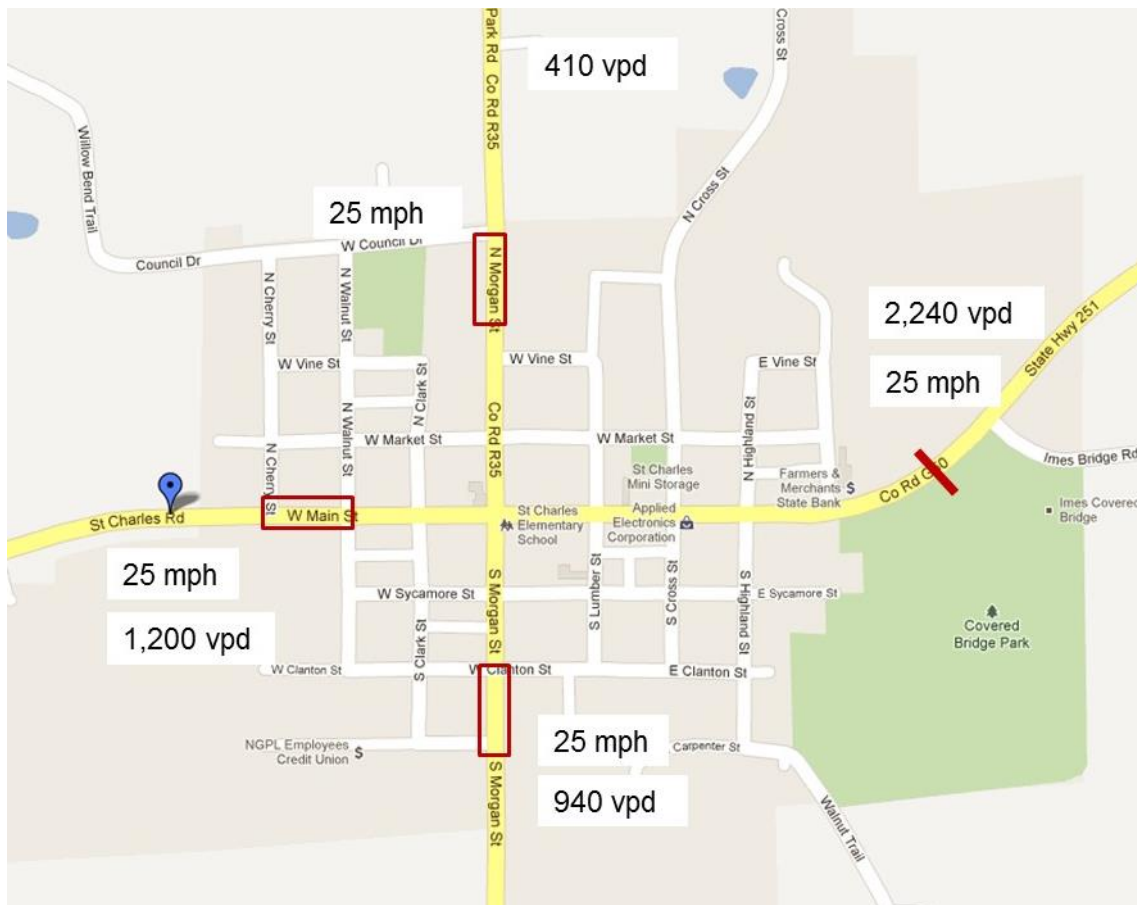 Park Rd
Co Rd R35
Cross St
410 vpd
Willow Bend Trail
25 mph
W Council Dr
Council Dr
N Cross St
N Morgan St
N Cherry St
N Walnut St
2,240 vpd
State Hwy 251
25 mph
W Vine St
W Vine St
E Vine St
N Clark St
N Highland St
Co Rd R35
W Market St
W Market St
N Cherry St
N Walnut St
St Charles
Mini Storage
Farmers &
Merchants $
State Bank
Co Rd G50
Imes Bridge Rd
Imes Covered
Bridge
St Charles Rd
W Main St
St Charles
Elementary
School
Applied
Electronics
Corporation
25 mph
S Morgan St
S Lumber St
S Cross St
S Highland St
W Sycamore St
E Sycamore St
1,200 vpd
Covered
Bridge Park
S Clark St
W Clanton St
W Clanton St
E Clanton St
25 mph
NGPL Employees
Credit Union $
Carpenter St
S Morgan St
940 vpd
Walnut Trail